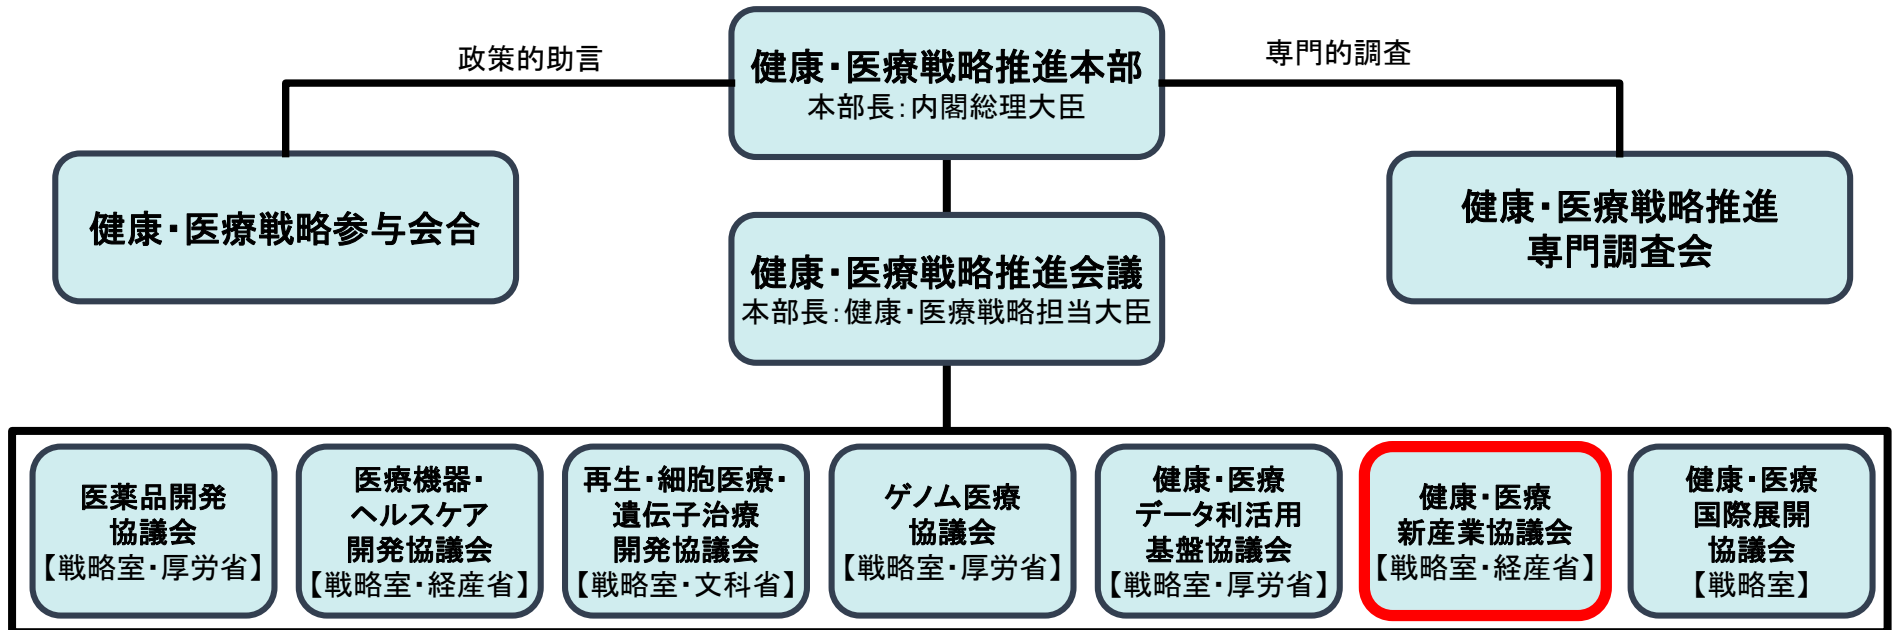 政策的助言
健康・医療戦略推進本部
本部長：内閣総理大臣
専門的調査
健康・医療戦略参与会合
健康・医療戦略推進
専門調査会
健康・医療戦略推進会議
本部長：健康・医療戦略担当大臣
医薬品開発
協議会
【戦略室・厚労省】
医療機器・
ヘルスケア
開発協議会
【戦略室・経産省】
再生・細胞医療・
遺伝子治療
開発協議会
【戦略室・文科省】
ゲノム医療
協議会
【戦略室・厚労省】
健康・医療
データ利活用
基盤協議会
【戦略室・厚労省】
健康・医療
新産業協議会
【戦略室・経産省】
健康・医療
国際展開
協議会
【戦略室】